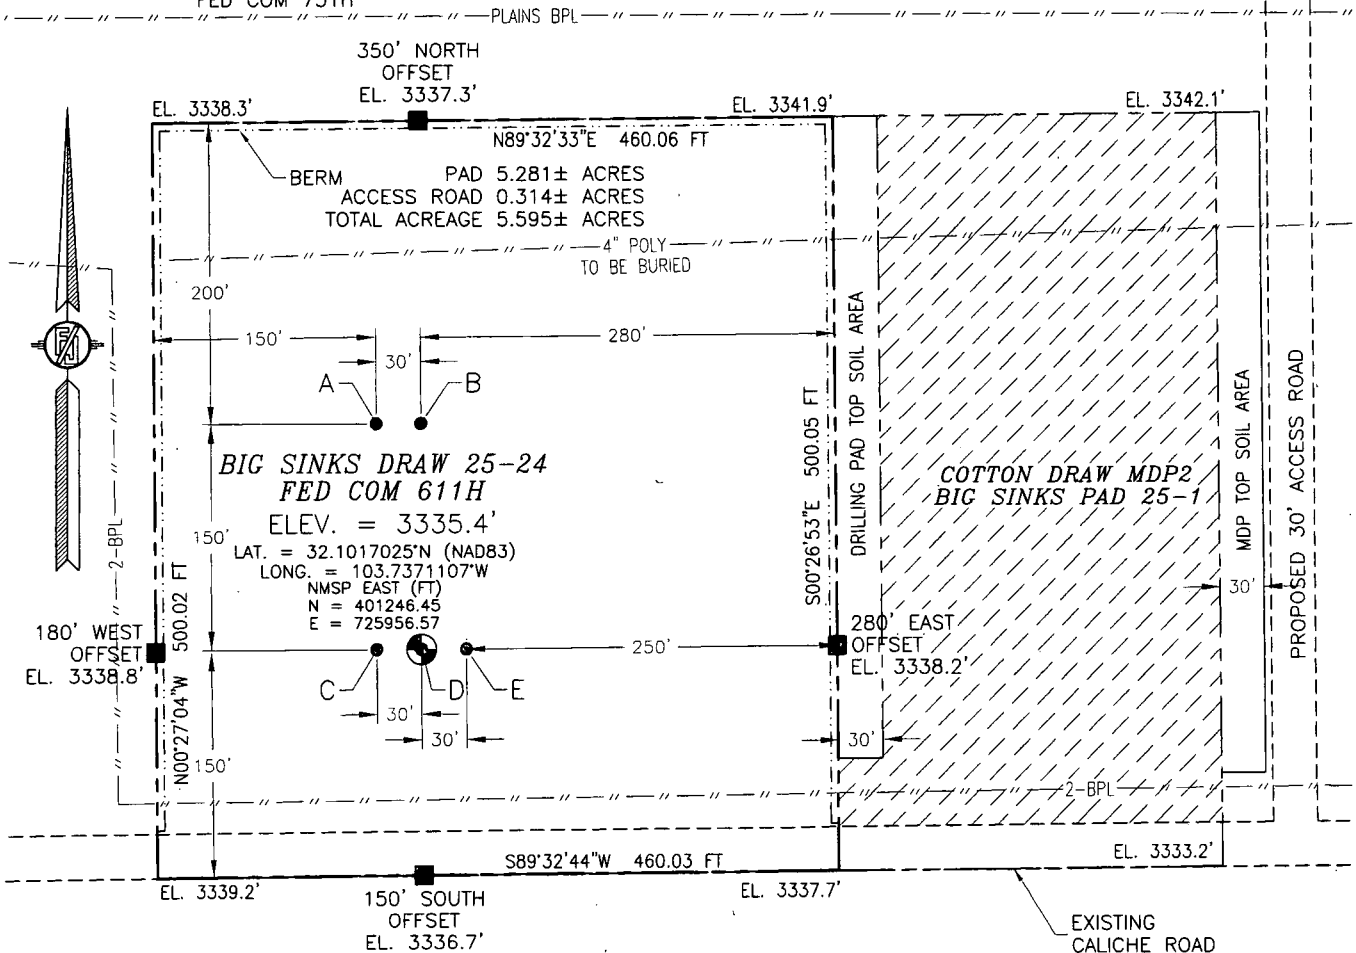 FED COM 731H
PLAINS BPL
350' NORTH
OFFSET
EL. 3337.3'
EL. 3338.3'
EL. 3341.9'
EL. 3342.1'
N89°32'33"E 460.06 FT
BERM
PAD 5.281± ACRES
ACCESS ROAD 0.314± ACRES
TOTAL ACREAGE 5.595± ACRES
4" POLY
TO BE BURIED
200'
150'
280'
30'
A
B
BIG SINKS DRAW 25-24
FED COM 611H
ELEV. = 3335.4'
LAT. = 32.1017025°N (NAD83)
LONG. = 103.7371107°W
NMSP EAST (FT)
N = 401246.45
E = 725956.57
150'
2-BPL
N00°27'04"W 500.02 FT
S00°26'53"E 500.05 FT
DRILLING PAD TOP SOIL AREA
COTTON DRAW MDP2
BIG SINKS PAD 25-1
MDP TOP SOIL AREA
30'
PROPOSED 30' ACCESS ROAD
180' WEST
OFFSET
EL. 3338.8'
250'
280' EAST
OFFSET
EL. 3338.2'
C
D
E
30'
30'
30'
150'
2-BPL
S89°32'44"W 460.03 FT
EL. 3333.2'
EL. 3339.2'
EL. 3337.7'
150' SOUTH
OFFSET
EL. 3336.7'
EXISTING
CALICHE ROAD